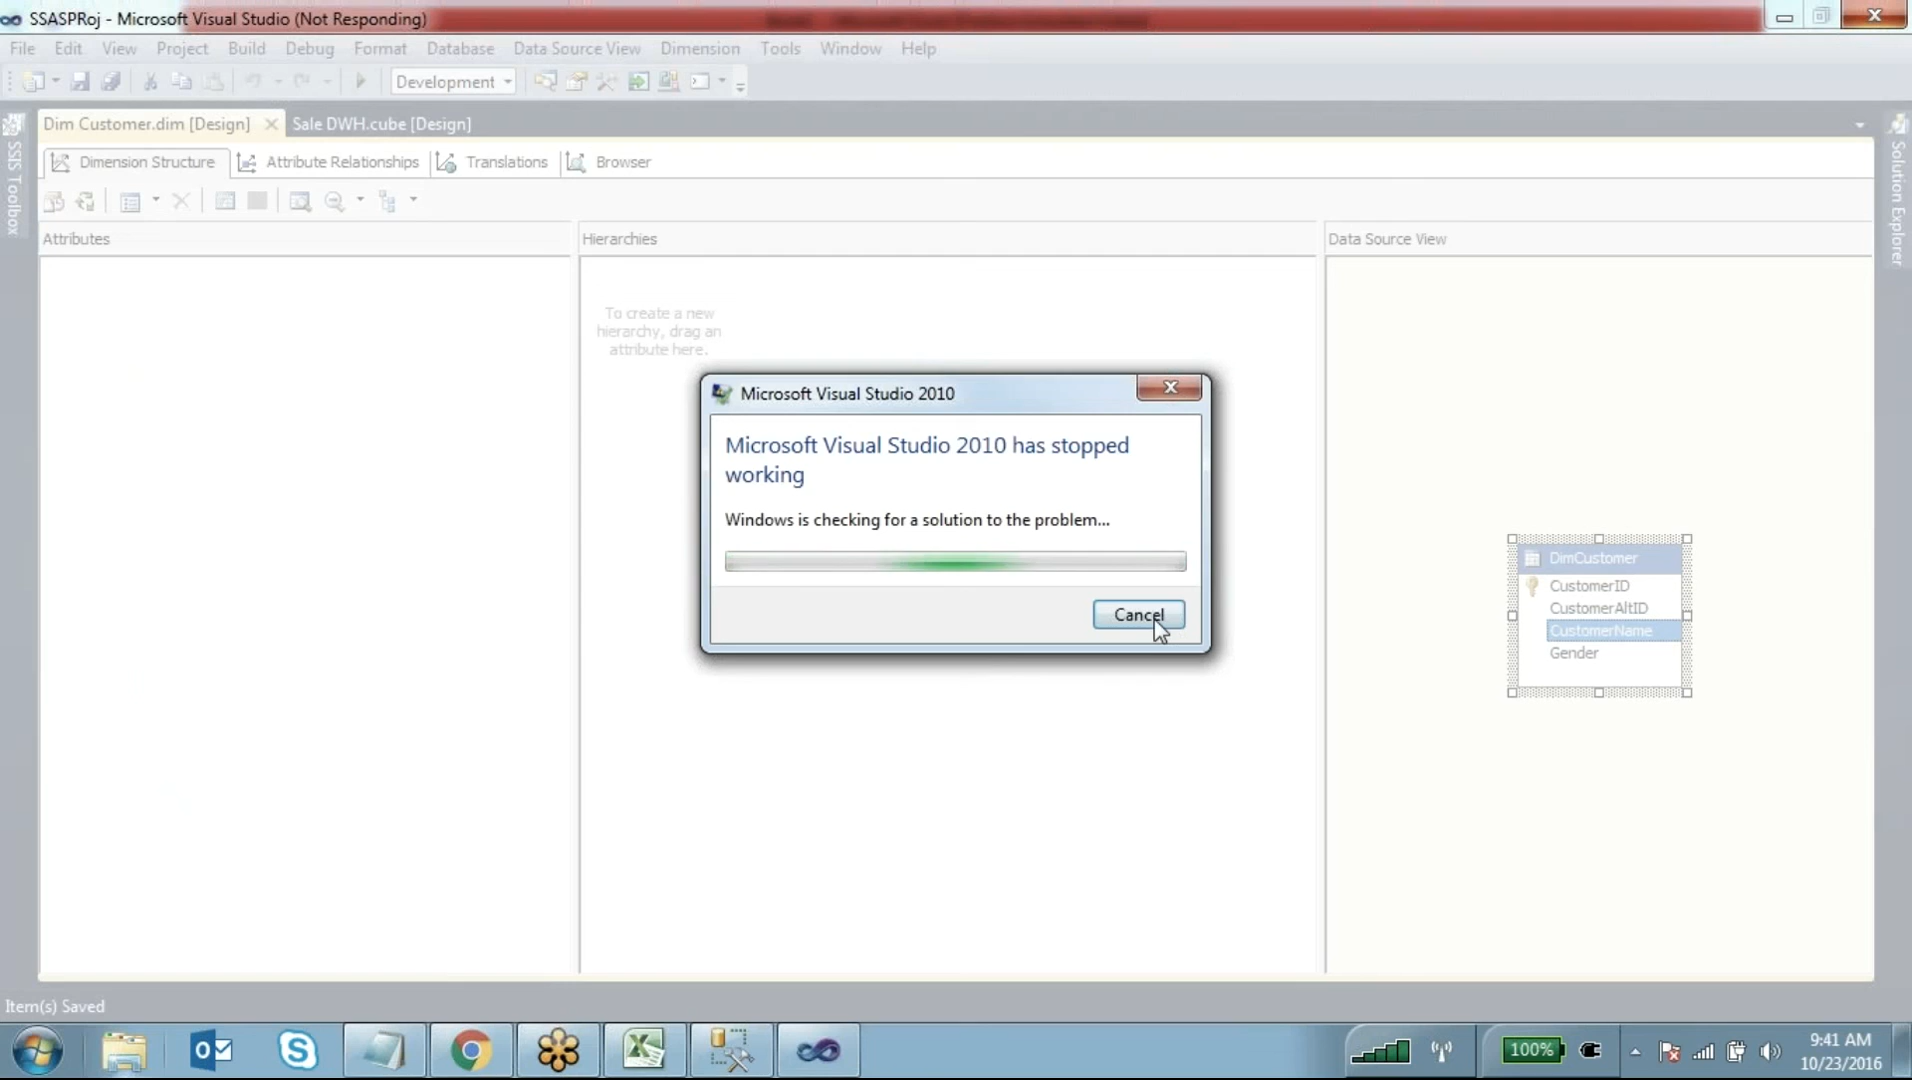 SSASPRoj - Microsoft Visual Studio (Not Responding)
File Edit View Project Build Debug Format Database Data Source View Dimension Tools Window Help
Development
Dim Customer.dim [Design] Sale DWH.cube [Design]
SSIS Toolbox
Solution Explorer
Dimension Structure Attribute Relationships Translations Browser
Attributes
Hierarchies
Data Source View
To create a new
hierarchy, drag an
attribute here.
Microsoft Visual Studio 2010
Microsoft Visual Studio 2010 has stopped
working
Windows is checking for a solution to the problem...
Cancel
DimCustomer
CustomerID
CustomerAltID
CustomerName
Gender
Item(s) Saved
100%
9:41 AM
10/23/2016